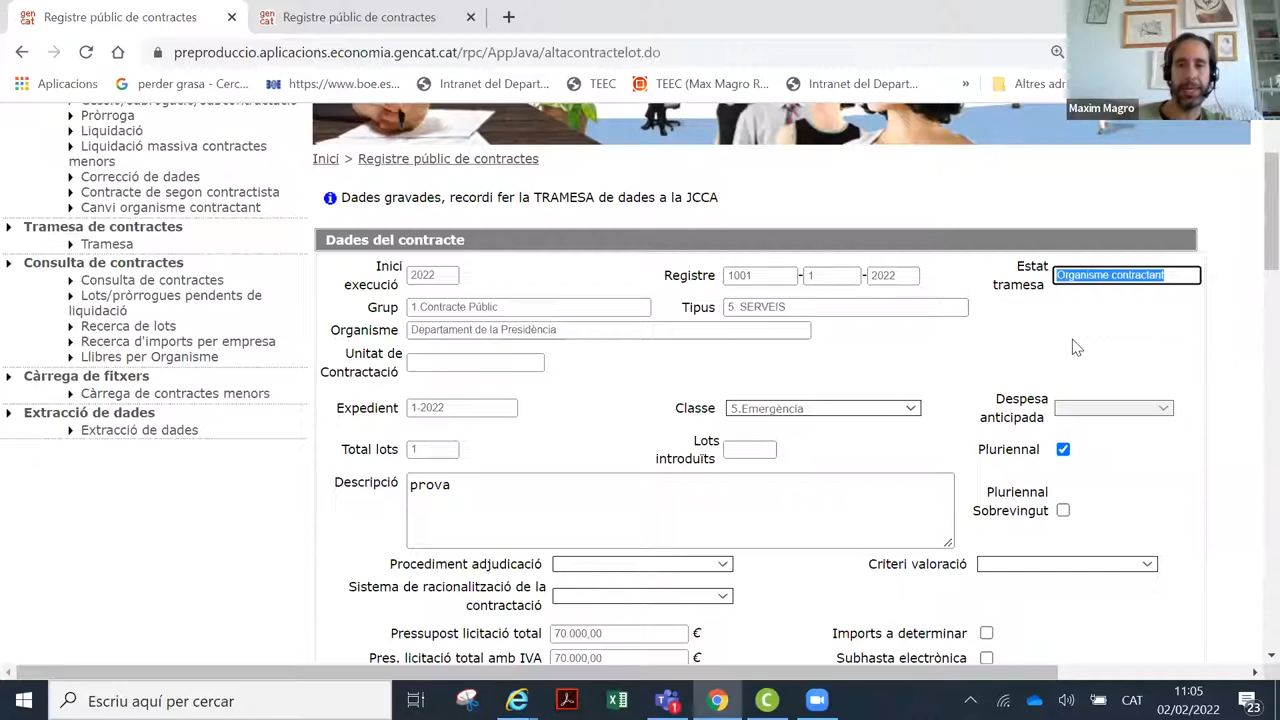 Registre públic de contractes
Registre públic de contractes
preproduccio.aplicacions.economia.gencat.cat/rpc/AppJava/altacontractelot.do
Aplicacions
perder grasa - Cerc...
https://www.boe.es...
Intranet del Depart...
TEEC
TEEC (Max Magro R...
Intranet del Depart...
»
Altres adr
Maxim Magro
Pròrroga
Liquidació
Liquidació massiva contractes
menors
Correcció de dades
Contracte de segon contractista
Canvi organisme contractant
Tramesa de contractes
Tramesa
Consulta de contractes
Consulta de contractes
Lots/pròrrogues pendents de
liquidació
Recerca de lots
Recerca d'imports per empresa
Llibres per Organisme
Càrrega de fitxers
Càrrega de contractes menors
Extracció de dades
Extracció de dades
Inici > Registre públic de contractes
Dades gravades, recordi fer la TRAMESA de dades a la JCCA
Dades del contracte
Inici
execució 2022
Registre 1001 - 1 - 2022
Estat
tramesa Organisme contractant
Grup 1.Contracte Públic
Tipus 5. SERVEIS
Organisme Departament de la Presidència
Unitat de
Contractació
Expedient 1-2022
Classe 5.Emergència
Despesa
anticipada
Total lots 1
Lots
introduïts
Pluriennal
Descripció prova
Pluriennal
Sobrevingut
Procediment adjudicació
Criteri valoració
Sistema de racionalització de la
contractació
Pressupost licitació total 70.000,00 €
Imports a determinar
Pres. licitació total amb IVA 70.000,00 €
Subhasta electrònica
Escriu aquí per cercar
CAT
11:05
02/02/2022
23